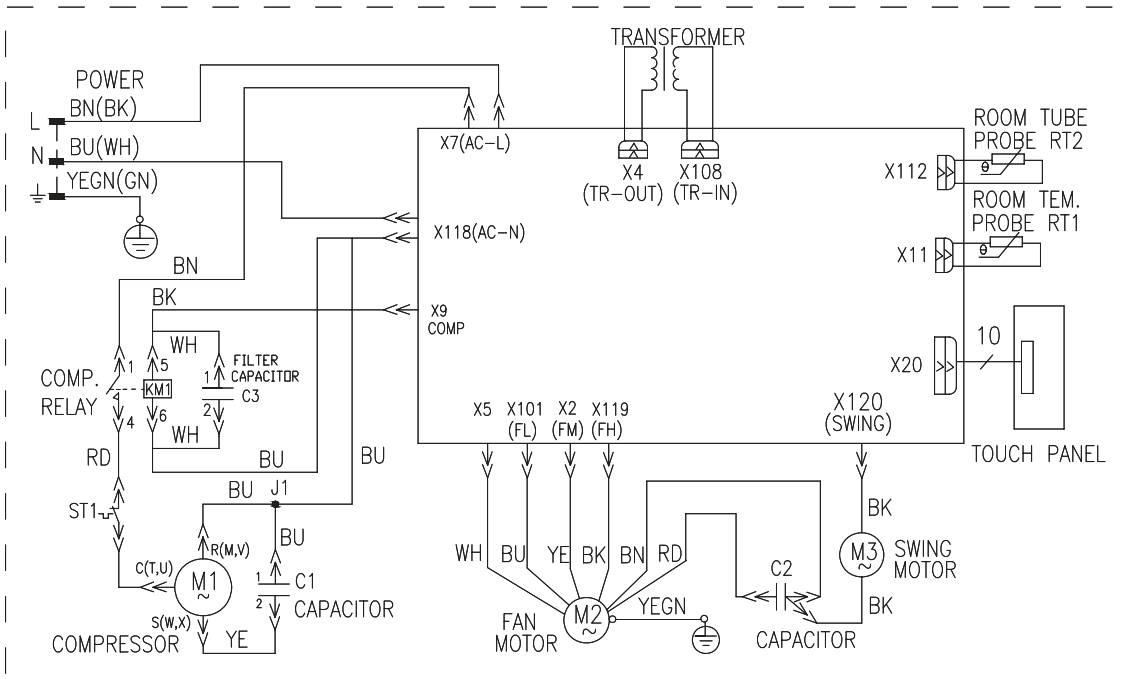 TRANSFORMER
POWER
L
BN(BK)
N
BU(WH)
YEGN(GN)
X7(AC-L)
X4
(TR-OUT)
X108
(TR-IN)
X112
ROOM TUBE
PROBE RT2
θ
X118(AC-N)
X11
ROOM TEM.
PROBE RT1
θ
BN
BK
X9
COMP
WH
FILTER
CAPACITOR
C3
1
2
COMP.
RELAY
1
5
KM1
4
6
WH
X20
10
TOUCH PANEL
X5
X101
(FL)
X2
(FM)
X119
(FH)
X120
(SWING)
RD
BU
BU
ST1
BU
J1
BU
R(M,V)
C(T,U)
M1
~
S(W,X)
1
2
C1
CAPACITOR
YE
COMPRESSOR
WH
BU
YE
BK
BN
RD
BK
M3
~
SWING
MOTOR
BK
C2
CAPACITOR
FAN
MOTOR
M2
~
YEGN